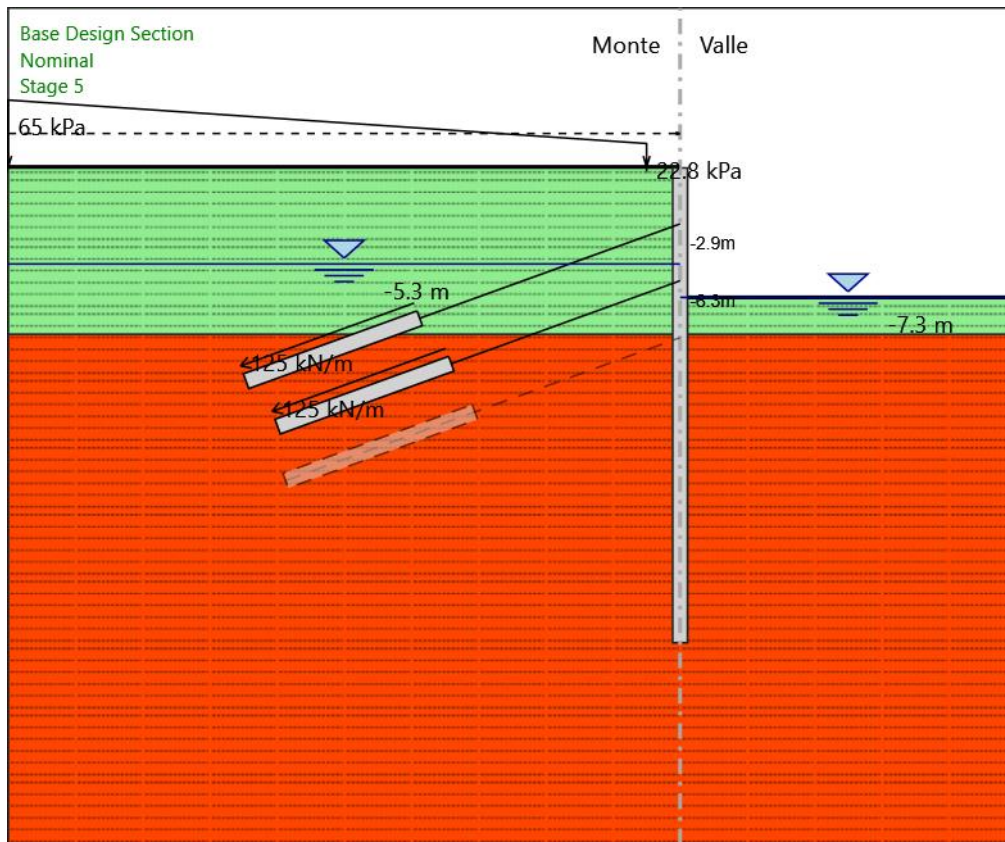 Base Design Section
Nominal
Stage 5
Monte
Valle
65 kPa
22.8 kPa
-2.9m
-5.3 m
-6.3m
-7.3 m
125 kN/m
125 kN/m